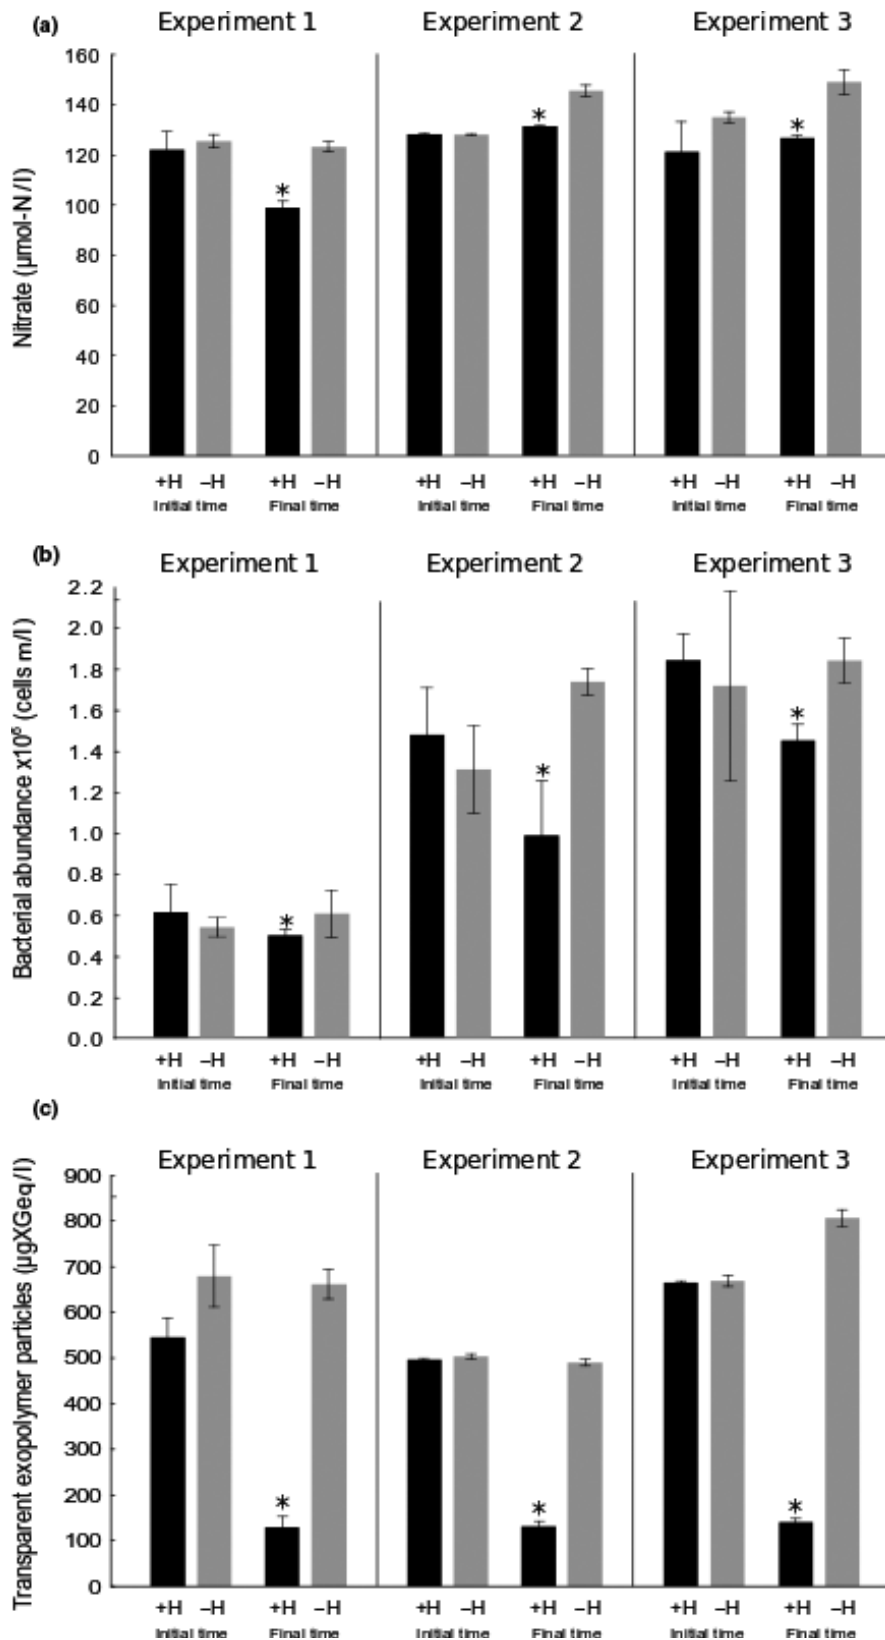 (a) Experiment 1 Experiment 2 Experiment 3
Nitrate (µmol-N/l)
160
140
120
100
80
60
40
20
0
* * *
+H –H +H –H +H –H +H –H +H –H +H –H
Initial time Final time Initial time Final time Initial time Final time
(b) Experiment 1 Experiment 2 Experiment 3
Bacterial abundance x10⁶ (cells m/l)
2.2
2.0
1.8
1.6
1.4
1.2
1.0
0.8
0.6
0.4
0.2
0.0
* * *
+H –H +H –H +H –H +H –H +H –H +H –H
Initial time Final time Initial time Final time Initial time Final time
(c)
Experiment 1 Experiment 2 Experiment 3
Transparent exopolymer particles (µgXGeq/l)
900
800
700
600
500
400
300
200
100
0
* * *
+H –H +H –H +H –H +H –H +H –H +H –H
Initial time Final time Initial time Final time Initial time Final time